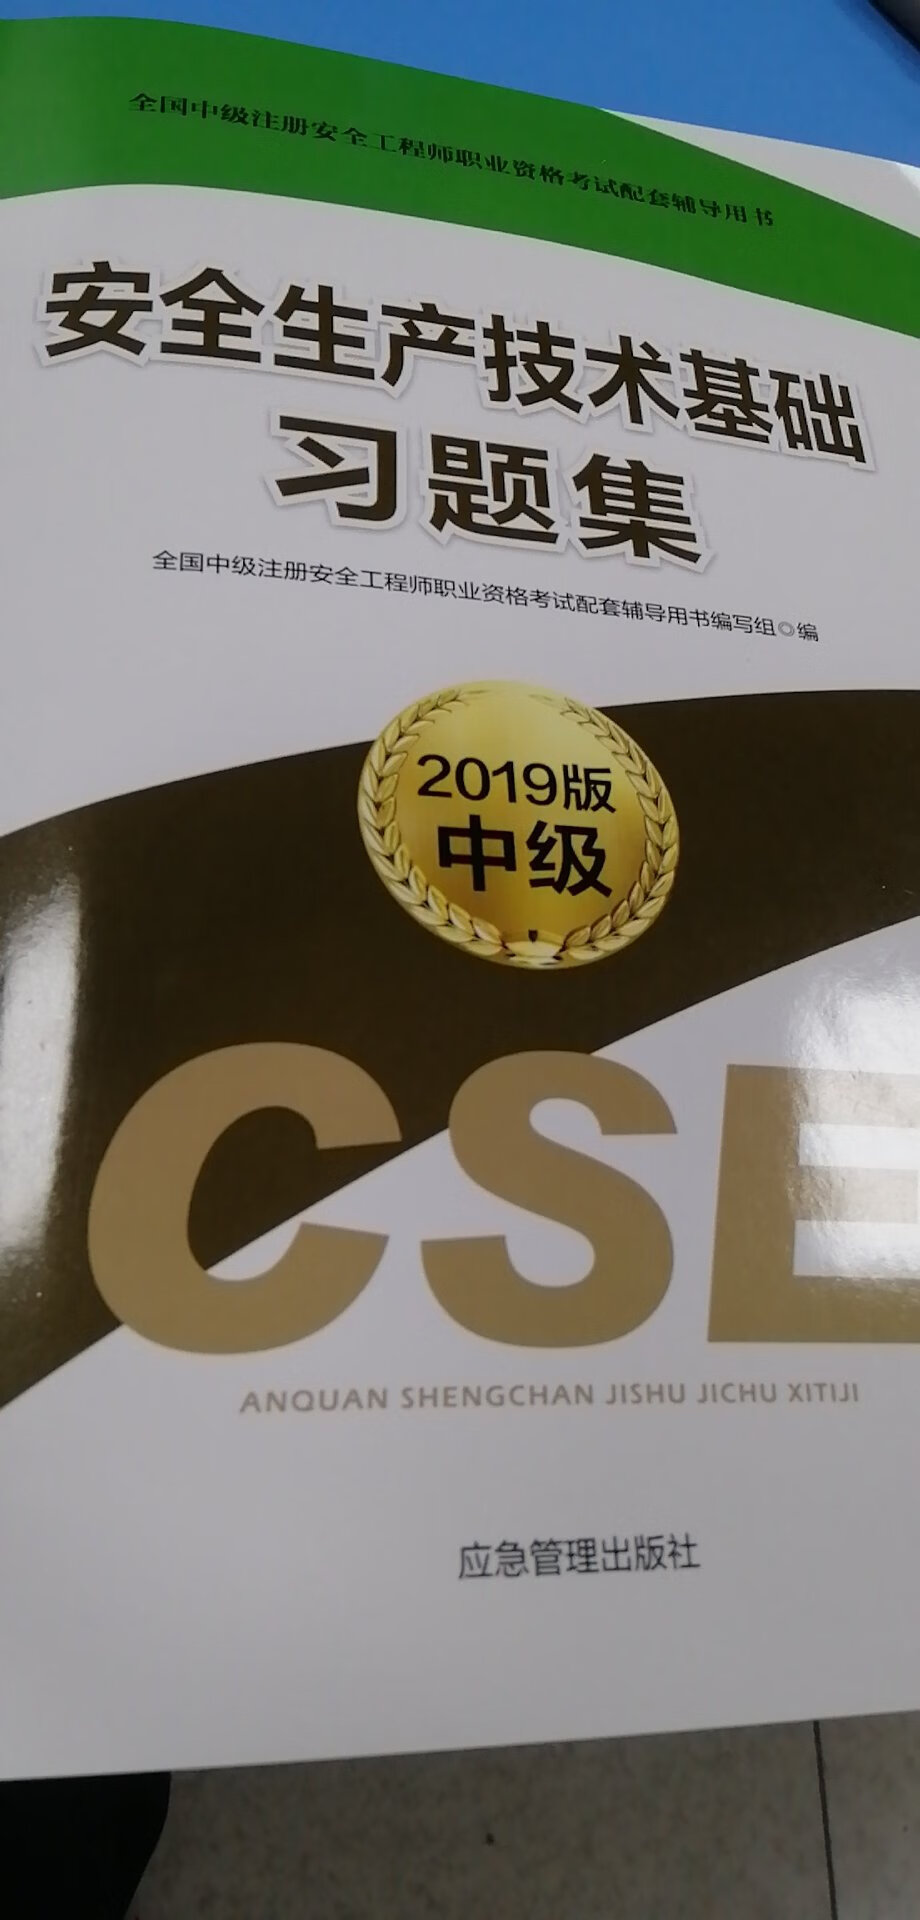 全国中级注册安全工程师职业资格考试配套辅导用书
安全生产技术基础
习题集
全国中级注册安全工程师职业资格考试配套辅导用书编写组◎编
2019版
中级
CSE
ANQUAN SHENGCHAN JISHU JICHU XITIJI
应急管理出版社